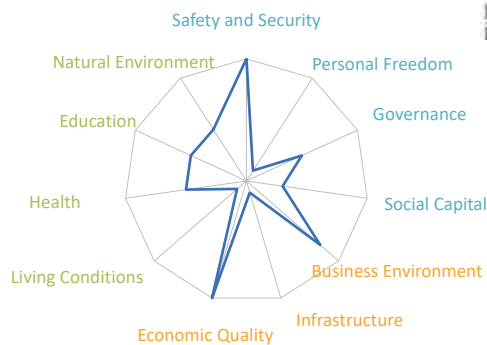 Safety and Security
Natural Environment
Personal Freedom
Education
Governance
Health
Social Capital
Living Conditions
Business Environment
Economic Quality
Infrastructure